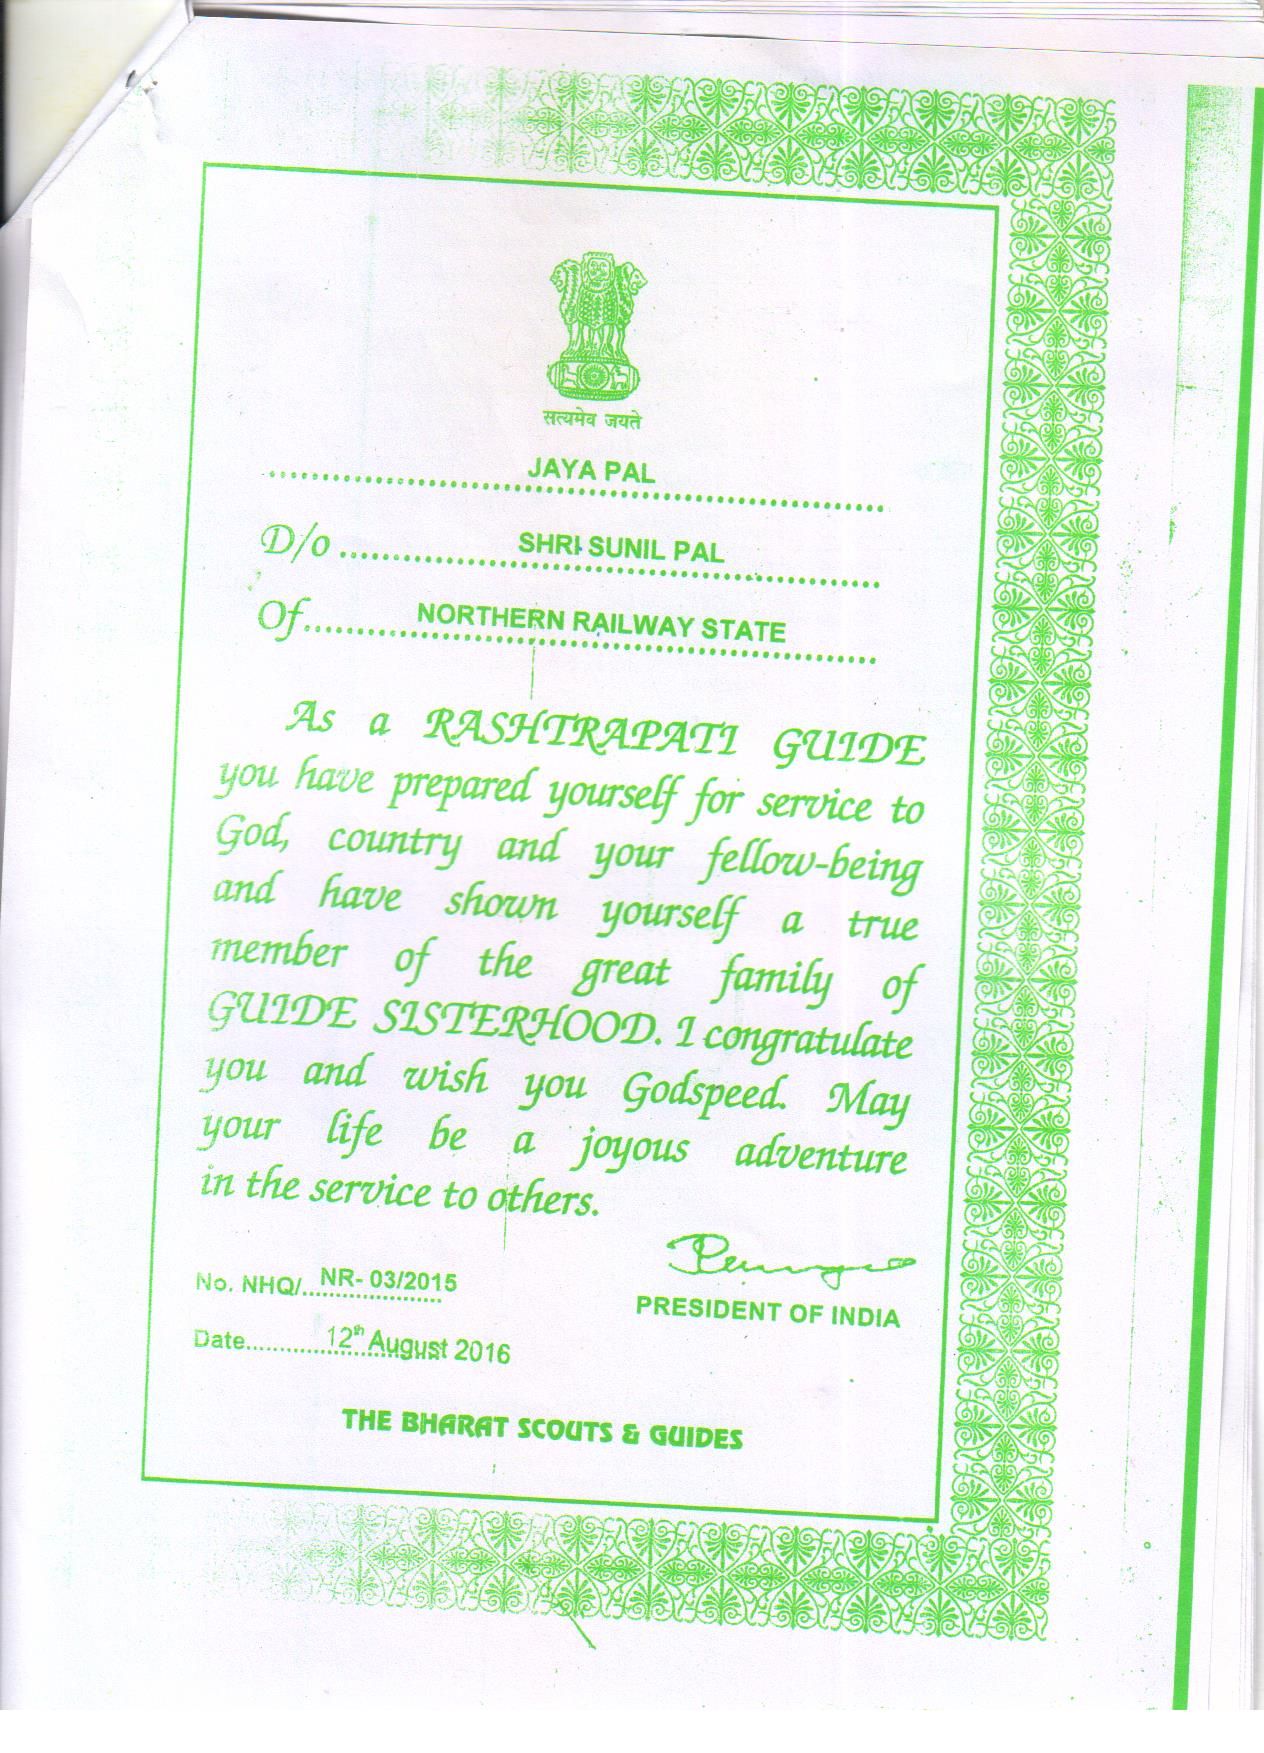 सत्यमेव जयते
JAYA PAL
D/o SHRI SUNIL PAL
Of NORTHERN RAILWAY STATE
As a RASHTRAPATI GUIDE
you have prepared yourself for service to
God, country and your fellow-being
and have shown yourself a true
member of the great family of
GUIDE SISTERHOOD. I congratulate
you and wish you Godspeed. May
your life be a joyous adventure
in the service to others.
No. NHQ/ NR- 03/2015
PRESIDENT OF INDIA
Date 12th August 2016
THE BHARAT SCOUTS & GUIDES